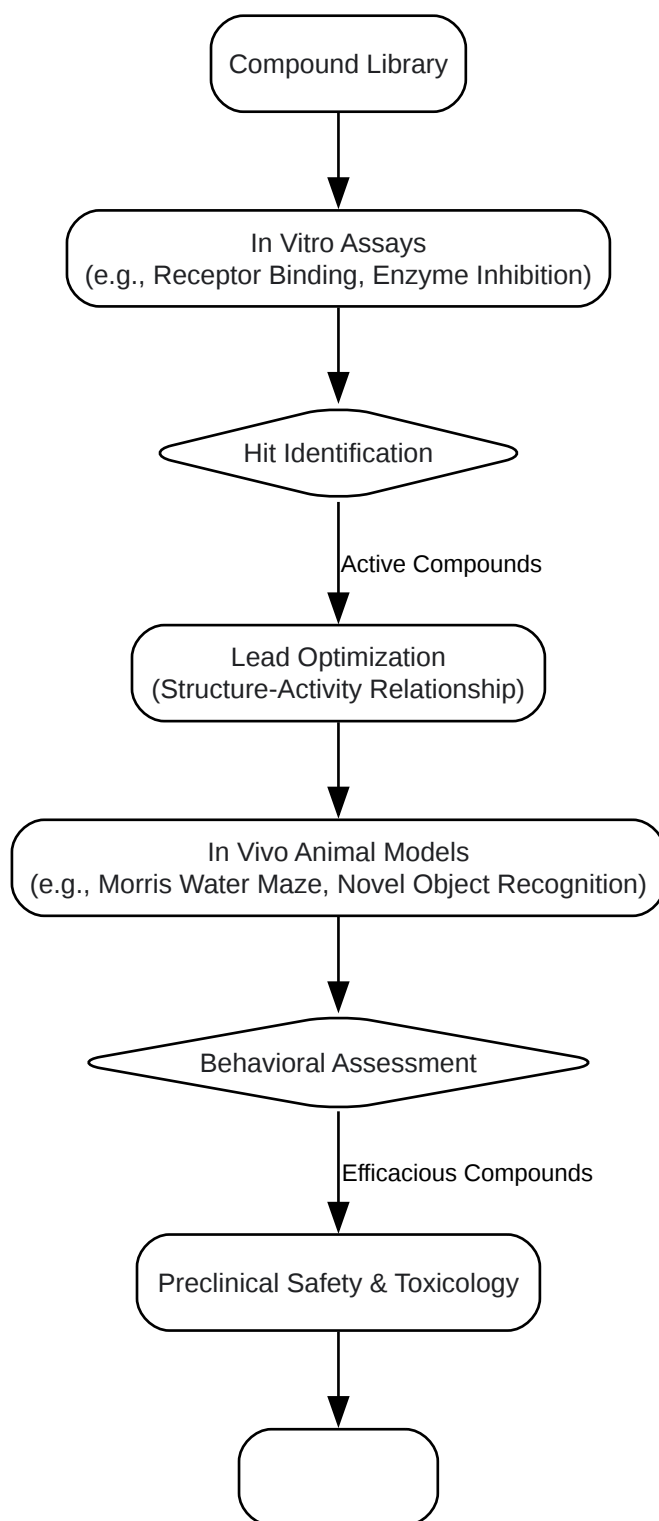 Compound Library
In Vitro Assays
(e.g., Receptor Binding, Enzyme Inhibition)
Hit Identification
Active Compounds
Lead Optimization
(Structure-Activity Relationship)
In Vivo Animal Models
(e.g., Morris Water Maze, Novel Object Recognition)
Behavioral Assessment
Efficacious Compounds
Preclinical Safety & Toxicology